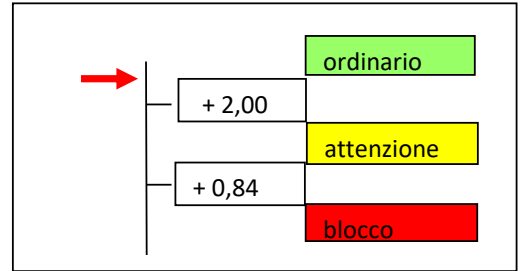 ordinario
+ 2,00
attenzione
+ 0,84
blocco